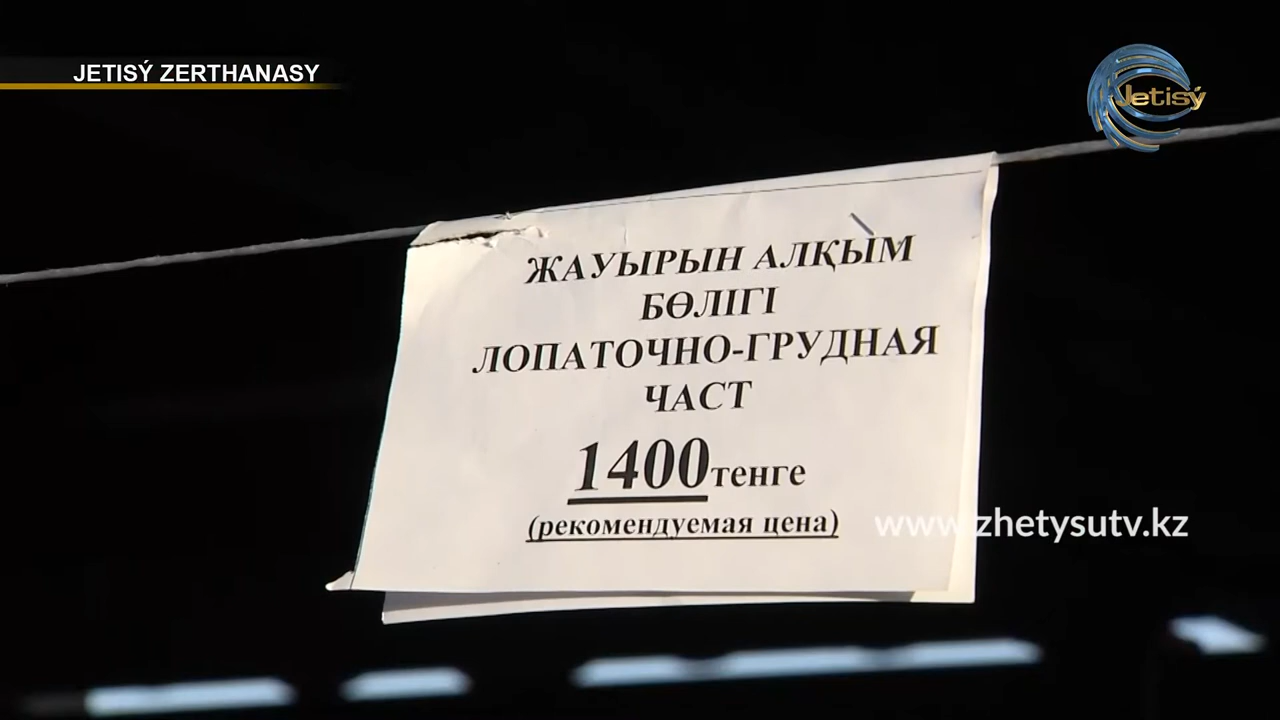 JETISÝ ZERTHANASY
Jetisý
ЖАУЫРЫН АЛҚЫМ
БӨЛІГІ
ЛОПАТОЧНО-ГРУДНАЯ
ЧАСТ
1400тенге
(рекомендуемая цена)
www.zhetysutv.kz